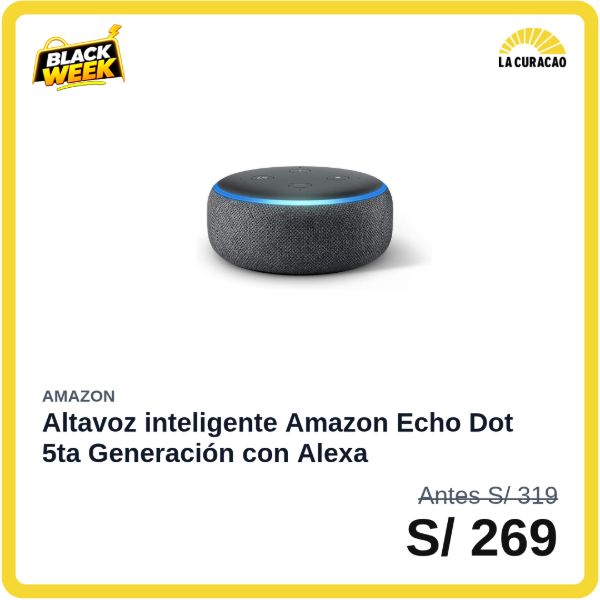 BLACK
WEEK
LA CURACAO
AMAZON
Altavoz inteligente Amazon Echo Dot
5ta Generación con Alexa
Antes S/ 319
S/ 269